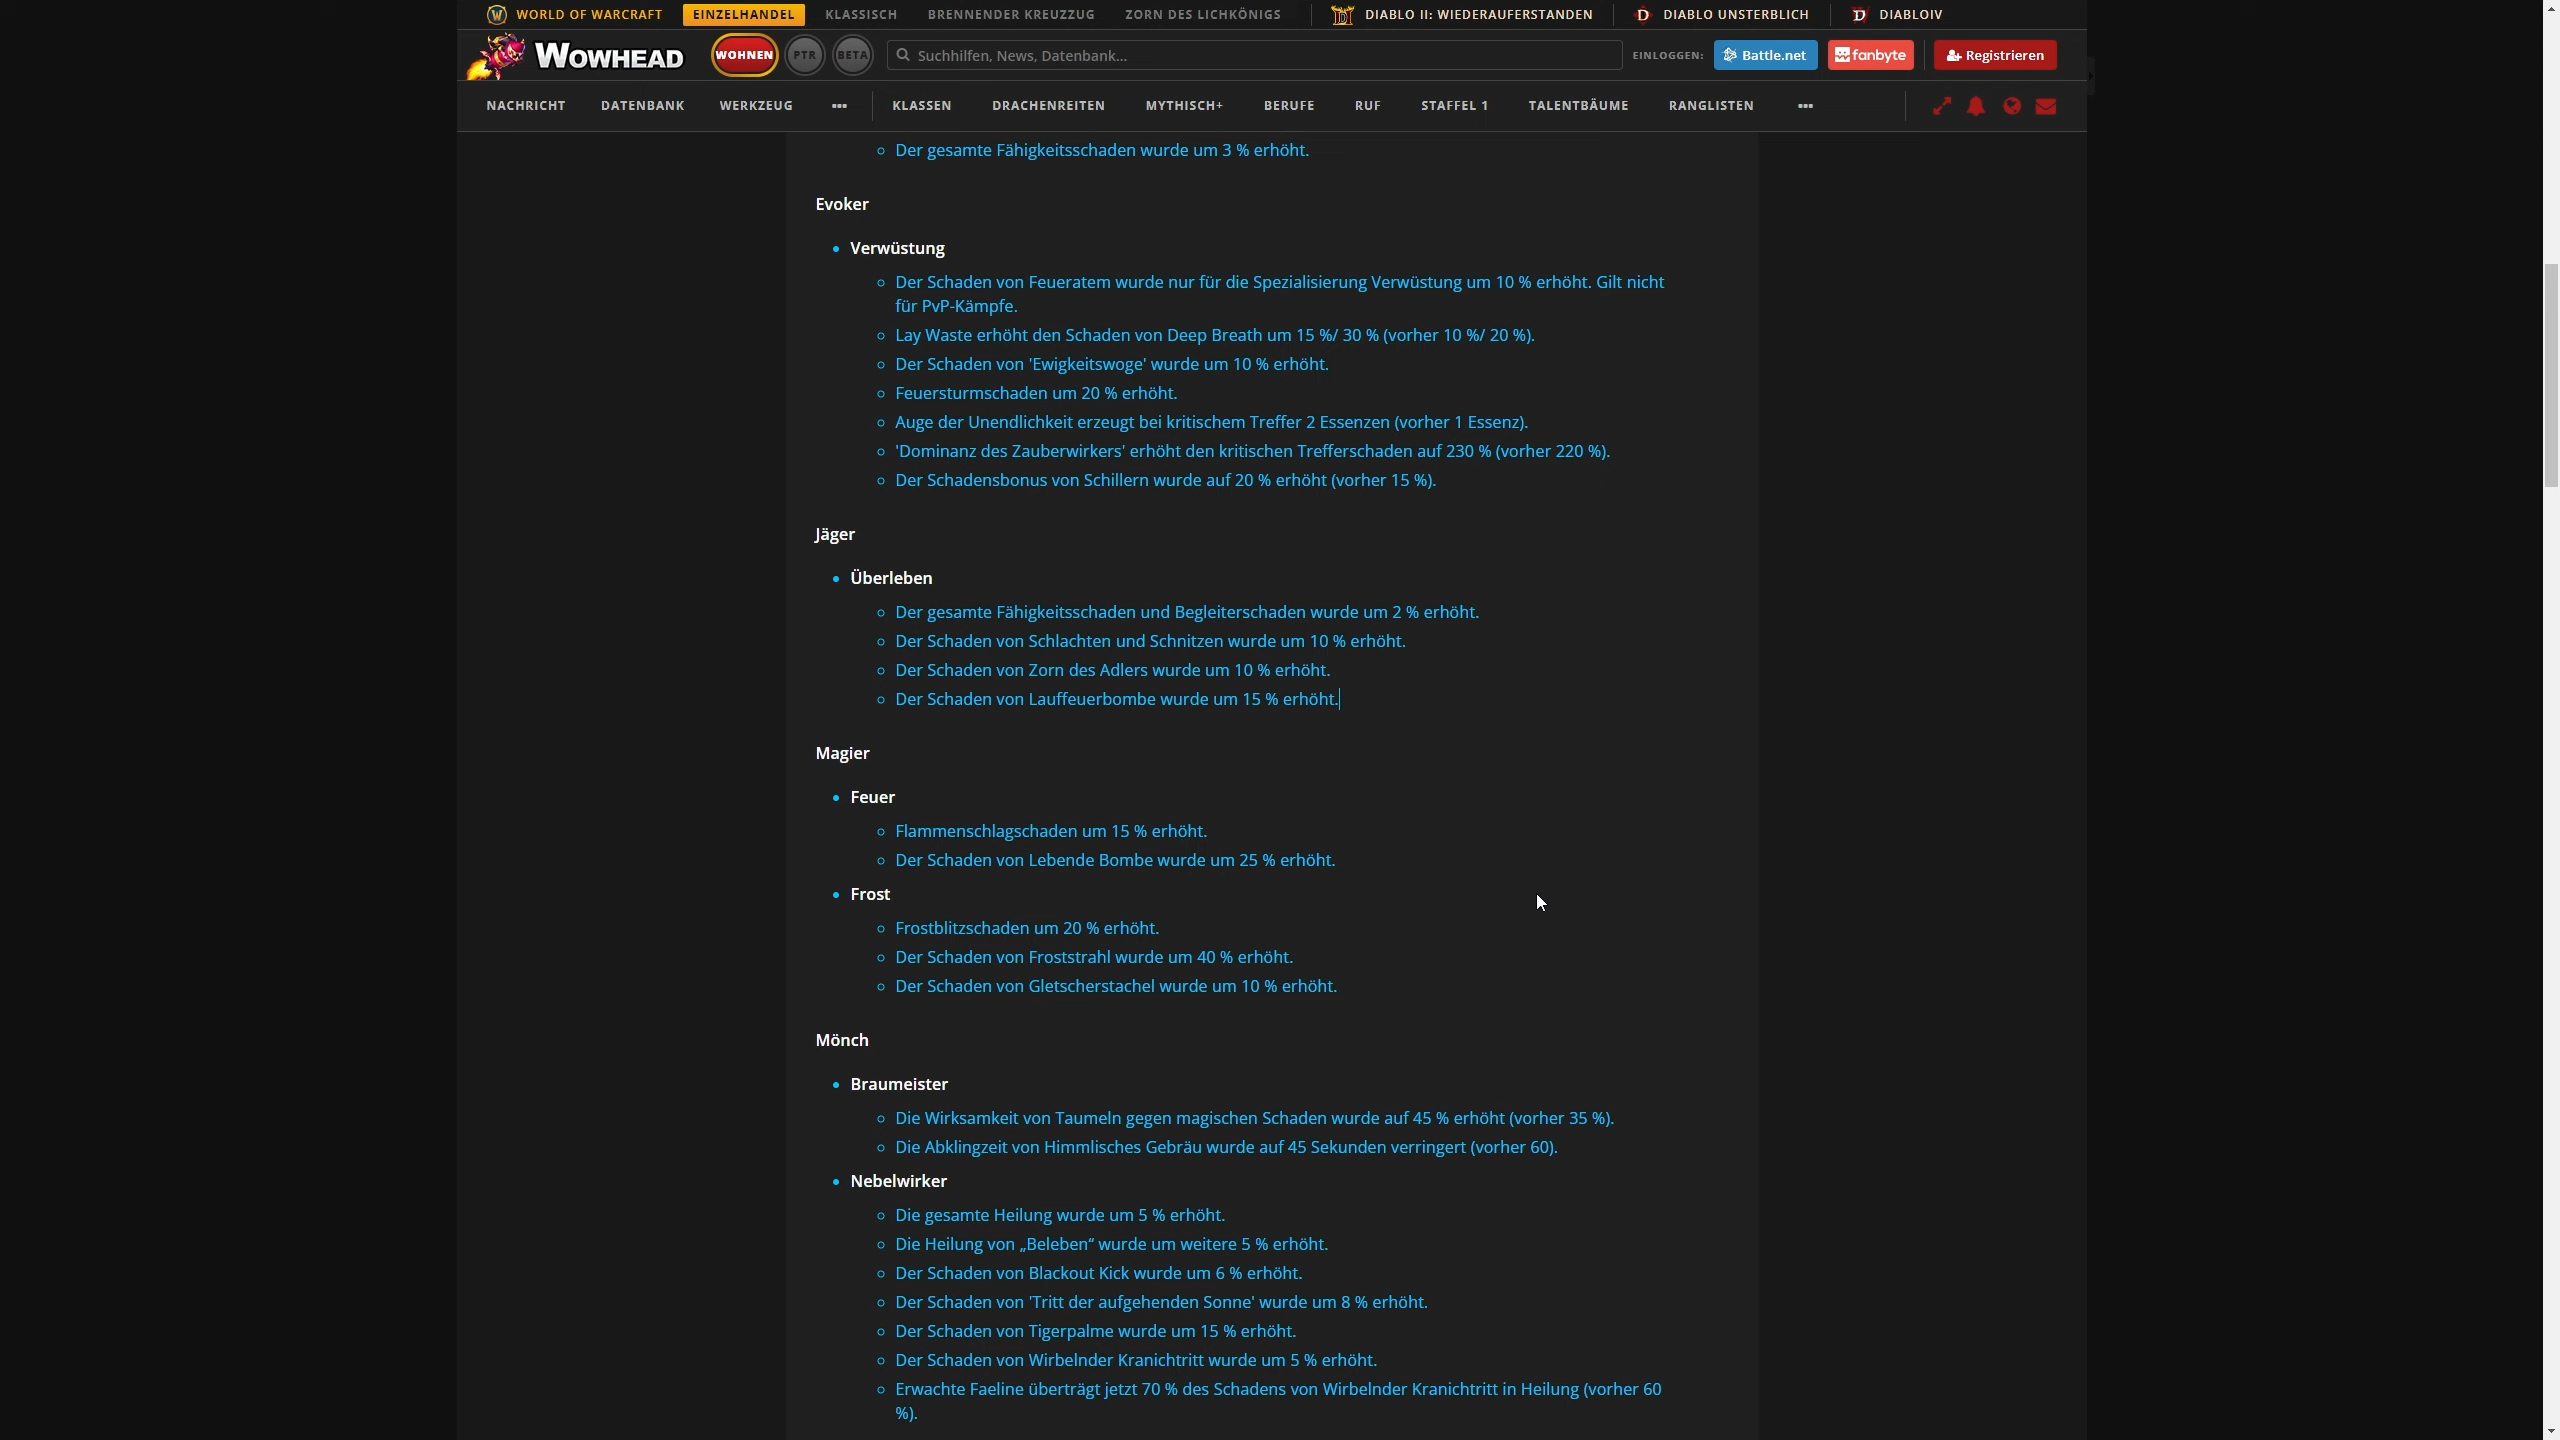 WORLD OF WARCRAFT EINZELHANDEL KLASSISCH BRENNENDER KREUZZUG ZORN DES LICHKÖNIGS DIABLO II: WIEDERAUFERSTANDEN DIABLO UNSTERBLICH DIABLOIV
WOWHEAD WOHNEN PTR BETA Suchhilfen, News, Datenbank... EINLOGGEN: Battle.net fanbyte Registrieren
NACHRICHT DATENBANK WERKZEUG ••• KLASSEN DRACHENREITEN MYTHISCH+ BERUFE RUF STAFFEL 1 TALENTBÄUME RANGLISTEN •••
Der gesamte Fähigkeitsschaden wurde um 3 % erhöht.
Evoker
Verwüstung
Der Schaden von Feueratem wurde nur für die Spezialisierung Verwüstung um 10 % erhöht. Gilt nicht
für PvP-Kämpfe.
Lay Waste erhöht den Schaden von Deep Breath um 15 %/ 30 % (vorher 10 %/ 20 %).
Der Schaden von 'Ewigkeitswoge' wurde um 10 % erhöht.
Feuersturmschaden um 20 % erhöht.
Auge der Unendlichkeit erzeugt bei kritischem Treffer 2 Essenzen (vorher 1 Essenz).
'Dominanz des Zauberwirkers' erhöht den kritischen Trefferschaden auf 230 % (vorher 220 %).
Der Schadensbonus von Schillern wurde auf 20 % erhöht (vorher 15 %).
Jäger
Überleben
Der gesamte Fähigkeitsschaden und Begleiterschaden wurde um 2 % erhöht.
Der Schaden von Schlachten und Schnitzen wurde um 10 % erhöht.
Der Schaden von Zorn des Adlers wurde um 10 % erhöht.
Der Schaden von Lauffeuerbombe wurde um 15 % erhöht.
Magier
Feuer
Flammenschlagschaden um 15 % erhöht.
Der Schaden von Lebende Bombe wurde um 25 % erhöht.
Frost
Frostblitzschaden um 20 % erhöht.
Der Schaden von Froststrahl wurde um 40 % erhöht.
Der Schaden von Gletscherstachel wurde um 10 % erhöht.
Mönch
Braumeister
Die Wirksamkeit von Taumeln gegen magischen Schaden wurde auf 45 % erhöht (vorher 35 %).
Die Abklingzeit von Himmlisches Gebräu wurde auf 45 Sekunden verringert (vorher 60).
Nebelwirker
Die gesamte Heilung wurde um 5 % erhöht.
Die Heilung von „Beleben“ wurde um weitere 5 % erhöht.
Der Schaden von Blackout Kick wurde um 6 % erhöht.
Der Schaden von 'Tritt der aufgehenden Sonne' wurde um 8 % erhöht.
Der Schaden von Tigerpalme wurde um 15 % erhöht.
Der Schaden von Wirbelnder Kranichtritt wurde um 5 % erhöht.
Erwachte Faeline überträgt jetzt 70 % des Schadens von Wirbelnder Kranichtritt in Heilung (vorher 60
%).